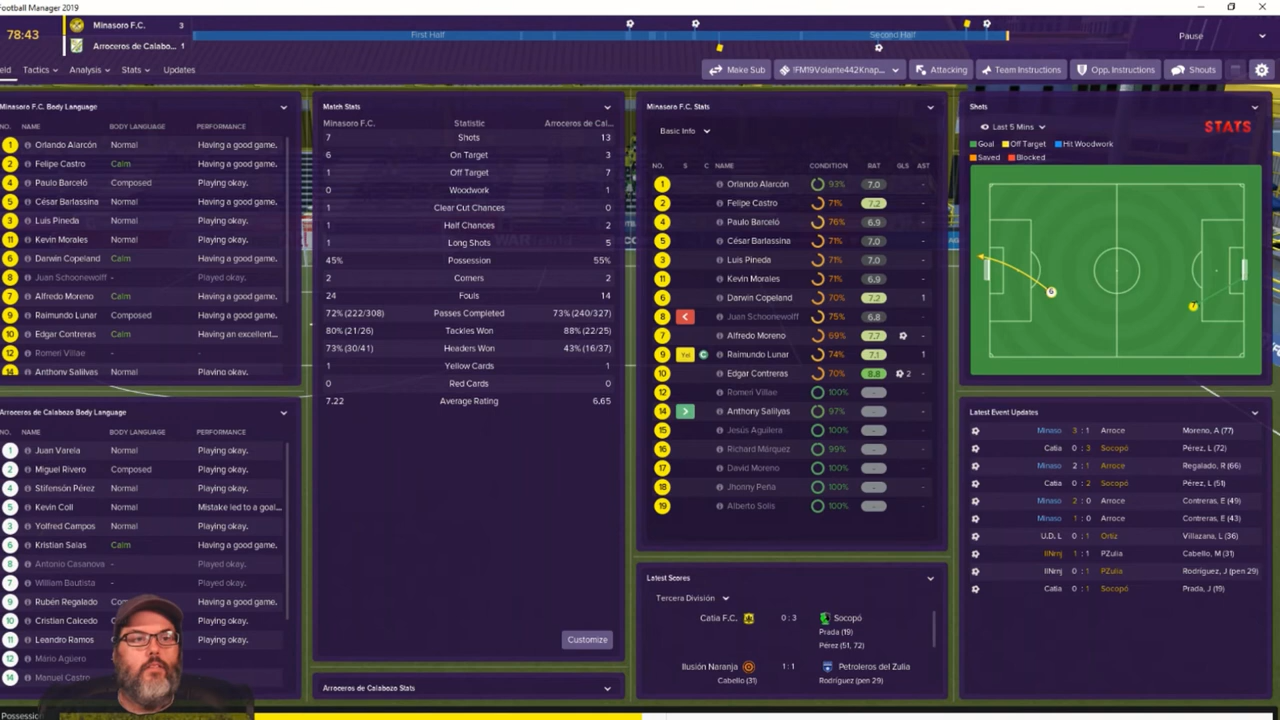 Football Manager 2019
78:43 Minasoro F.C. 3
Arroceros de Calabo... 1
First Half Second Half Pause
eld Tactics Analysis Stats Updates
Make Sub !FM19Volante442Knap... Attacking Team Instructions Opp. Instructions Shouts
Minasoro F.C. Body Language
NO. NAME BODY LANGUAGE PERFORMANCE
1 Orlando Alarcón Normal Having a good game.
2 Felipe Castro Calm Having a good game.
4 Paulo Barceló Composed Playing okay.
5 César Barlassina Normal Having a good game.
3 Luis Pineda Normal Playing okay.
11 Kevin Morales Normal Playing okay.
6 Darwin Copeland Calm Having a good game.
8 Juan Schoonewolff - Played okay.
7 Alfredo Moreno Calm Having a good game.
9 Raimundo Lunar Composed Having a good game.
10 Edgar Contreras Calm Having an excellent...
12 Romeri Villae - -
14 Anthony Salilyas Normal Playing okay.
Arroceros de Calabozo Body Language
NO. NAME BODY LANGUAGE PERFORMANCE
1 Juan Varela Normal Playing okay.
2 Miguel Rivero Composed Playing okay.
4 Stifensón Pérez Normal Playing okay.
5 Kevin Coll Normal Mistake led to a goal...
3 Yolfred Campos Normal Playing okay.
6 Kristian Salas Calm Having a good game.
8 Antonio Casanova - Played okay.
7 William Bautista - Played okay.
9 Rubén Regalado Having a good game.
10 Cristian Caicedo Playing okay.
11 Leandro Ramos Playing okay.
12 Mário Agüero -
14 Manuel Castro
Possessio
Match Stats
Minasoro F.C. Statistic Arroceros de Cal...
7 Shots 13
6 On Target 3
1 Off Target 7
0 Woodwork 1
1 Clear Cut Chances 0
1 Half Chances 2
1 Long Shots 5
45% Possession 55%
2 Corners 2
24 Fouls 14
72% (222/308) Passes Completed 73% (240/327)
80% (21/26) Tackles Won 88% (22/25)
73% (30/41) Headers Won 43% (16/37)
1 Yellow Cards 1
0 Red Cards 0
7.22 Average Rating 6.65
Customize
Arroceros de Calabozo Stats
Minasoro F.C. Stats
Basic Info
NO. S C NAME CONDITION RAT GLS AST
1 Orlando Alarcón 93% 7.0 - -
2 Felipe Castro 71% 7.2 - -
4 Paulo Barceló 76% 6.9 - -
5 César Barlassina 71% 7.0 - -
3 Luis Pineda 71% 7.0 - -
11 Kevin Morales 71% 6.9 - -
6 Darwin Copeland 70% 7.2 - 1
8 Juan Schoonewolff 75% 6.8 - -
7 Alfredo Moreno 69% 7.7 -
9 Yel C Raimundo Lunar 74% 7.1 - 1
10 Edgar Contreras 70% 8.8 2 -
12 Romeri Villae 100% - - -
14 Anthony Salilyas 97% - - -
15 Jesús Aguilera 100% - - -
16 Richard Márquez 99% - - -
17 David Moreno 100% - - -
18 Jhonny Peña 100% - - -
19 Alberto Solis 100% - - -
Latest Scores
Tercera División
Catia F.C. 0 : 3 Socopó
Prada (19)
Pérez (51, 72)
Ilusión Naranja 1 : 1 Petroleros del Zulia
Cabello (31) Rodríguez (pen 29)
Shots
Last 5 Mins STATS
Goal Off Target Hit Woodwork
Saved Blocked
6
7
Latest Event Updates
Minaso 3 : 1 Arroce Moreno, A (77)
Catia 0 : 3 Socopó Pérez, L (72)
Minaso 2 : 1 Arroce Regalado, R (66)
Catia 0 : 2 Socopó Pérez, L (51)
Minaso 2 : 0 Arroce Contreras, E (49)
Minaso 1 : 0 Arroce Contreras, E (43)
U.D. L 0 : 1 Ortiz Villazana, L (36)
IlNrnj 1 : 1 PZulia Cabello, M (31)
IlNrnj 0 : 1 PZulia Rodríguez, J (pen 29)
Catia 0 : 1 Socopó Prada, J (19)